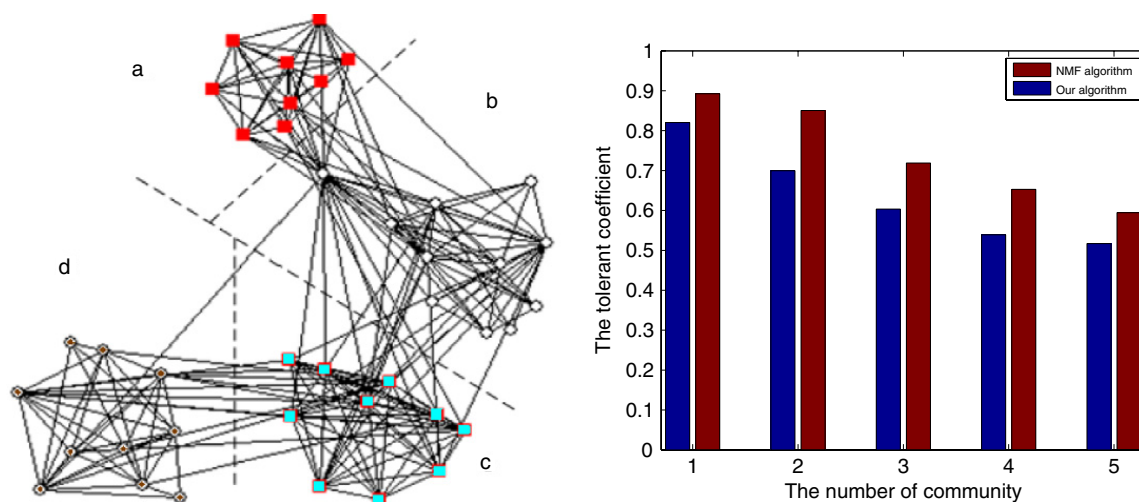 a
b
d
c
1
0.9
0.8
0.7
0.6
0.5
0.4
0.3
0.2
0.1
0
The tolerant coefficient
NMF algorithm
Our algorithm
1 2 3 4 5
The number of community